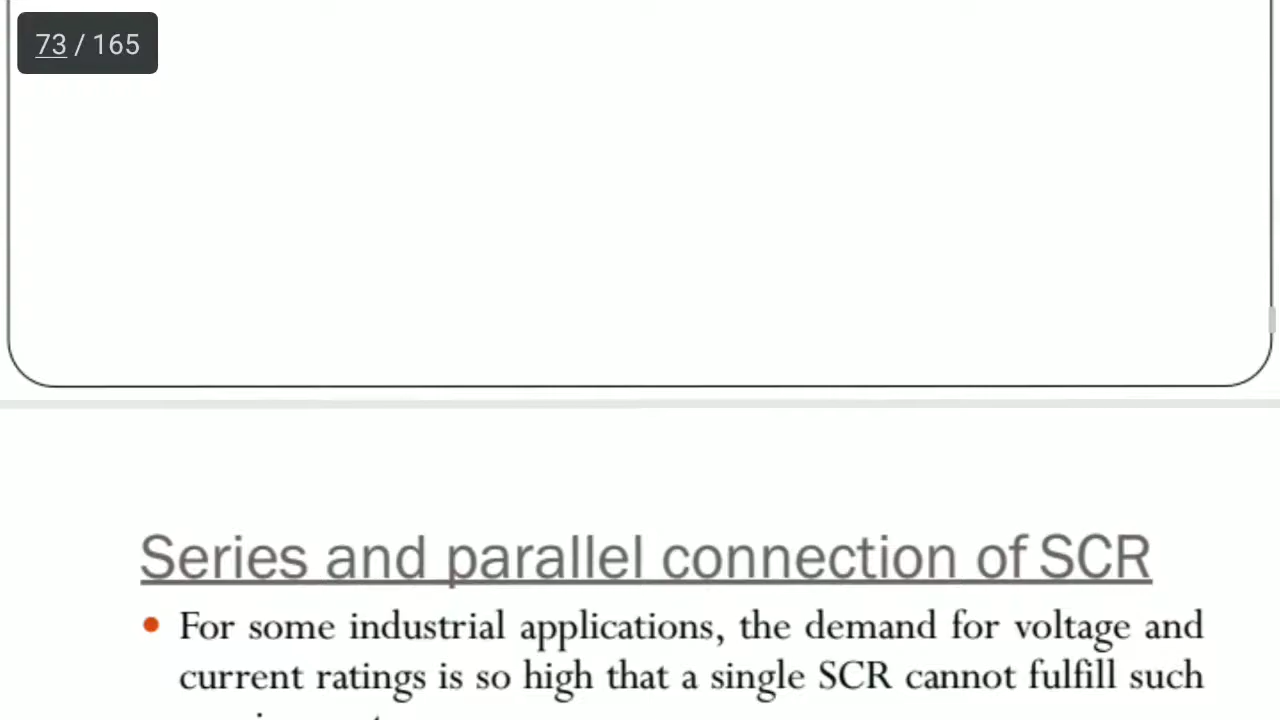 73 / 165
Series and parallel connection of SCR
• For some industrial applications, the demand for voltage and
current ratings is so high that a single SCR cannot fulfill such